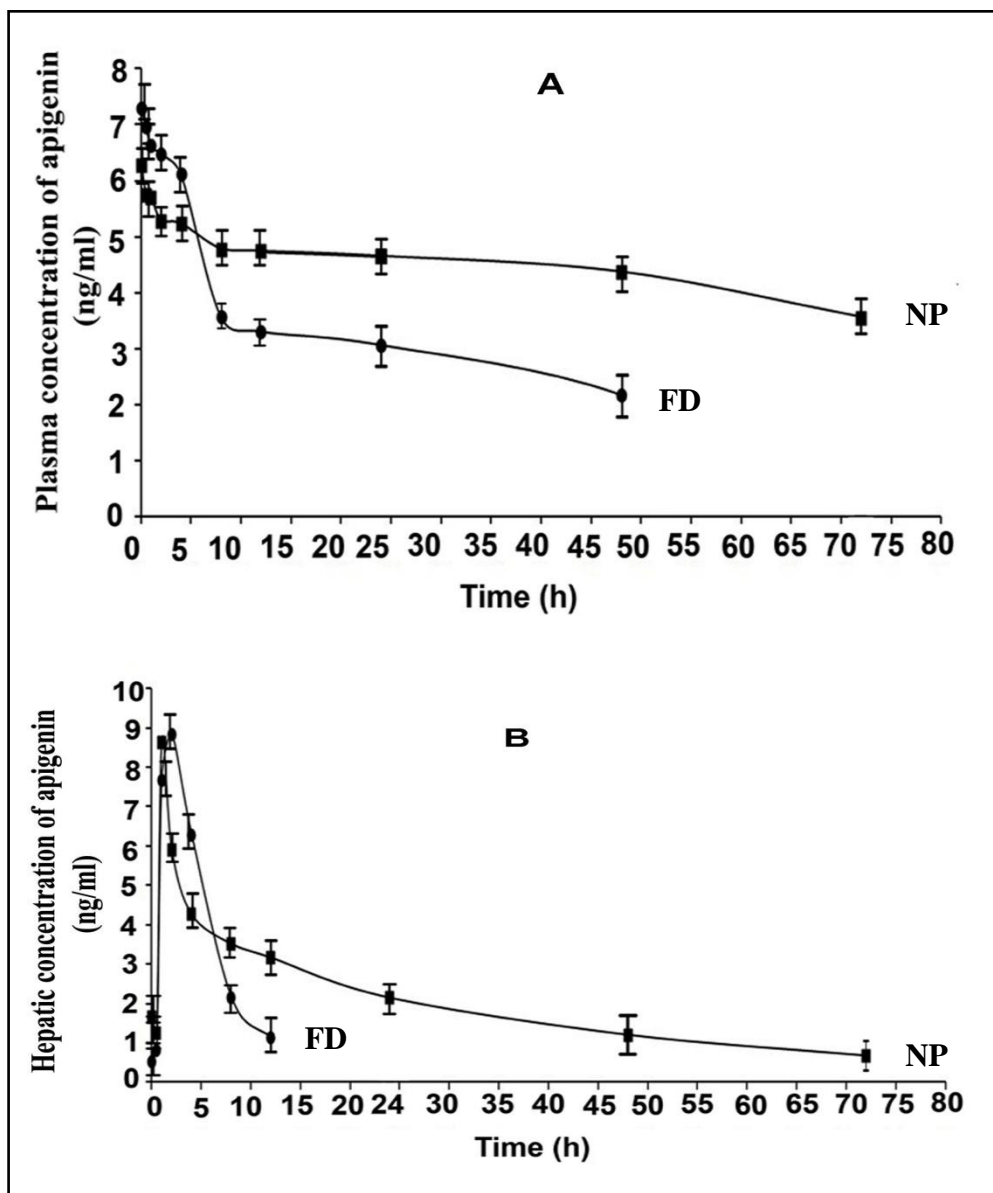 A
Plasma concentration of apigenin
(ng/ml)
8
7
6
5
4
3
2
1
0
NP
FD
0 5 10 15 20 25 30 35 40 45 50 55 60 65 70 75 80
Time (h)
B
Hepatic concentration of apigenin
(ng/ml)
10
9
8
7
6
5
4
3
2
1
0
FD
NP
0 5 10 15 20 24 30 35 40 45 50 55 60 65 70 75 80
Time (h)